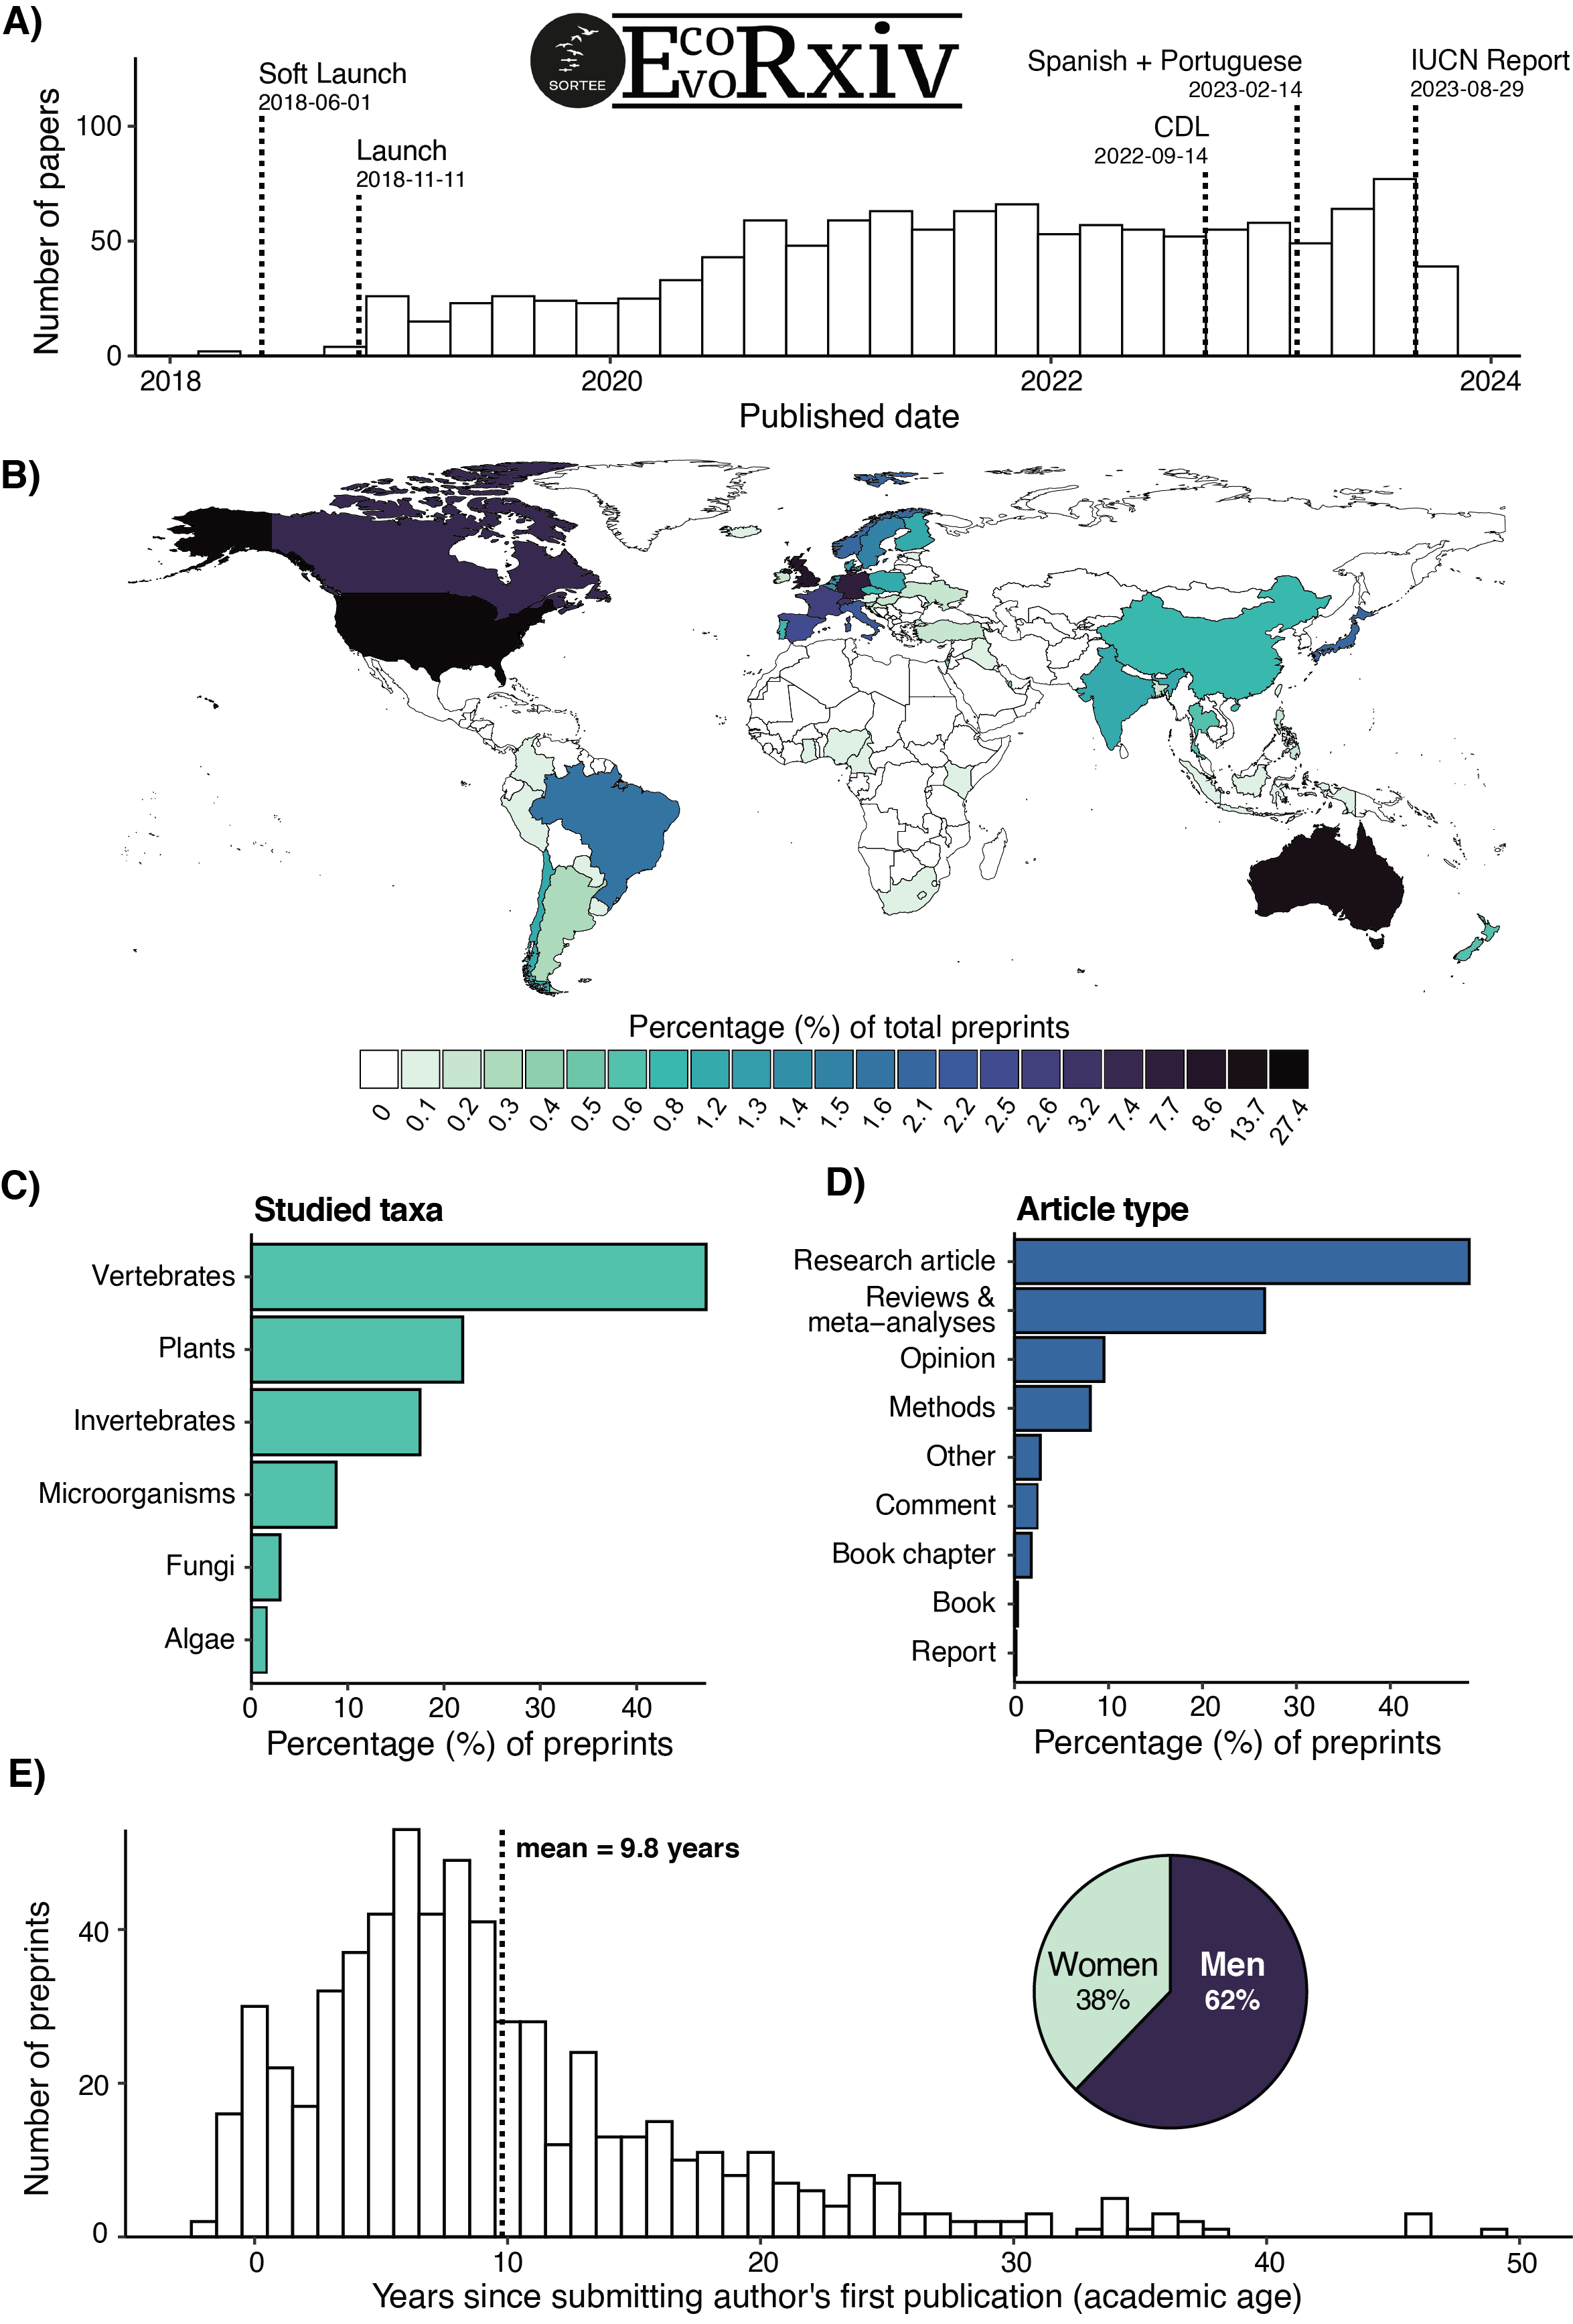 A)
SORTEE
EcoEvoRxiv
Soft Launch
2018-06-01
Launch
2018-11-11
Spanish + Portuguese
2023-02-14
CDL
2022-09-14
IUCN Report
2023-08-29
Number of papers
100
50
0
2018
2020
2022
2024
Published date
B)
Percentage (%) of total preprints
0
0.1
0.2
0.3
0.4
0.5
0.6
0.8
1.2
1.3
1.4
1.5
1.6
2.1
2.2
2.5
2.6
3.2
7.4
7.7
8.6
13.7
27.4
C)
Studied taxa
Vertebrates
Plants
Invertebrates
Microorganisms
Fungi
Algae
0
10
20
30
40
Percentage (%) of preprints
D)
Article type
Research article
Reviews &
meta−analyses
Opinion
Methods
Other
Comment
Book chapter
Book
Report
0
10
20
30
40
Percentage (%) of preprints
E)
mean = 9.8 years
Women
38%
Men
62%
Number of preprints
40
20
0
0
10
20
30
40
50
Years since submitting author's first publication (academic age)